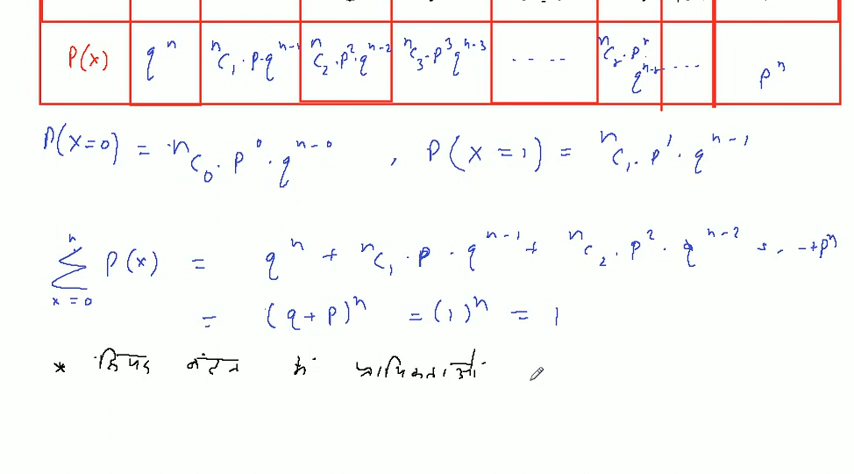 P(x) qⁿ ⁿC₁·p·qⁿ⁻¹ ⁿC₂·p²·qⁿ⁻² ⁿC₃·p³qⁿ⁻³ ..... ⁿCᵣ·pʳ·qⁿ⁻ʳ ... pⁿ
P(X=0) = ⁿC₀·p⁰·qⁿ⁻⁰ , P(X=1) = ⁿC₁·p¹·qⁿ⁻¹
∑ₓ₌₀ⁿ P(x) = qⁿ + ⁿC₁·p·qⁿ⁻¹ + ⁿC₂·p²·qⁿ⁻² + . - +pⁿ
= (q+p)ⁿ = (1)ⁿ = 1
* द्विपद बंटन के प्रायिकताओं